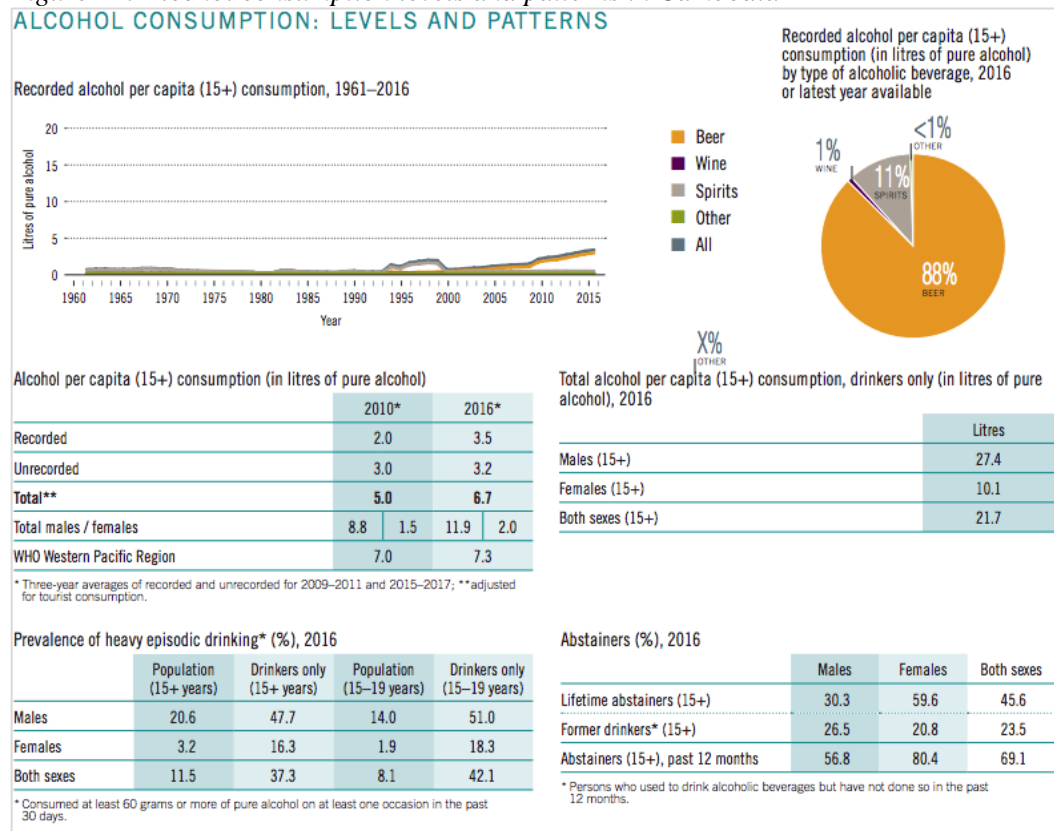 ALCOHOL CONSUMPTION: LEVELS AND PATTERNS
Recorded alcohol per capita (15+) consumption, 1961–2016
20
15
10
5
0
Litres of pure alcohol
1960 1965 1970 1975 1980 1985 1990 1995 2000 2005 2010 2015
Year
Beer
Wine
Spirits
Other
All
Recorded alcohol per capita (15+)
consumption (in litres of pure alcohol)
by type of alcoholic beverage, 2016
or latest year available
<1%
OTHER
1%
WINE
11%
SPIRITS
88%
BEER
X%
OTHER
Alcohol per capita (15+) consumption (in litres of pure alcohol)
2010* 2016*
Recorded 2.0 3.5
Unrecorded 3.0 3.2
Total** 5.0 6.7
Total males / females 8.8 1.5 11.9 2.0
WHO Western Pacific Region 7.0 7.3
* Three-year averages of recorded and unrecorded for 2009–2011 and 2015–2017; **adjusted
for tourist consumption.
Total alcohol per capita (15+) consumption, drinkers only (in litres of pure
alcohol), 2016
Litres
Males (15+) 27.4
Females (15+) 10.1
Both sexes (15+) 21.7
Prevalence of heavy episodic drinking* (%), 2016
Population Drinkers only Population Drinkers only
(15+ years) (15+ years) (15–19 years) (15–19 years)
Males 20.6 47.7 14.0 51.0
Females 3.2 16.3 1.9 18.3
Both sexes 11.5 37.3 8.1 42.1
* Consumed at least 60 grams or more of pure alcohol on at least one occasion in the past
30 days.
Abstainers (%), 2016
Males Females Both sexes
Lifetime abstainers (15+) 30.3 59.6 45.6
Former drinkers* (15+) 26.5 20.8 23.5
Abstainers (15+), past 12 months 56.8 80.4 69.1
* Persons who used to drink alcoholic beverages but have not done so in the past
12 months.